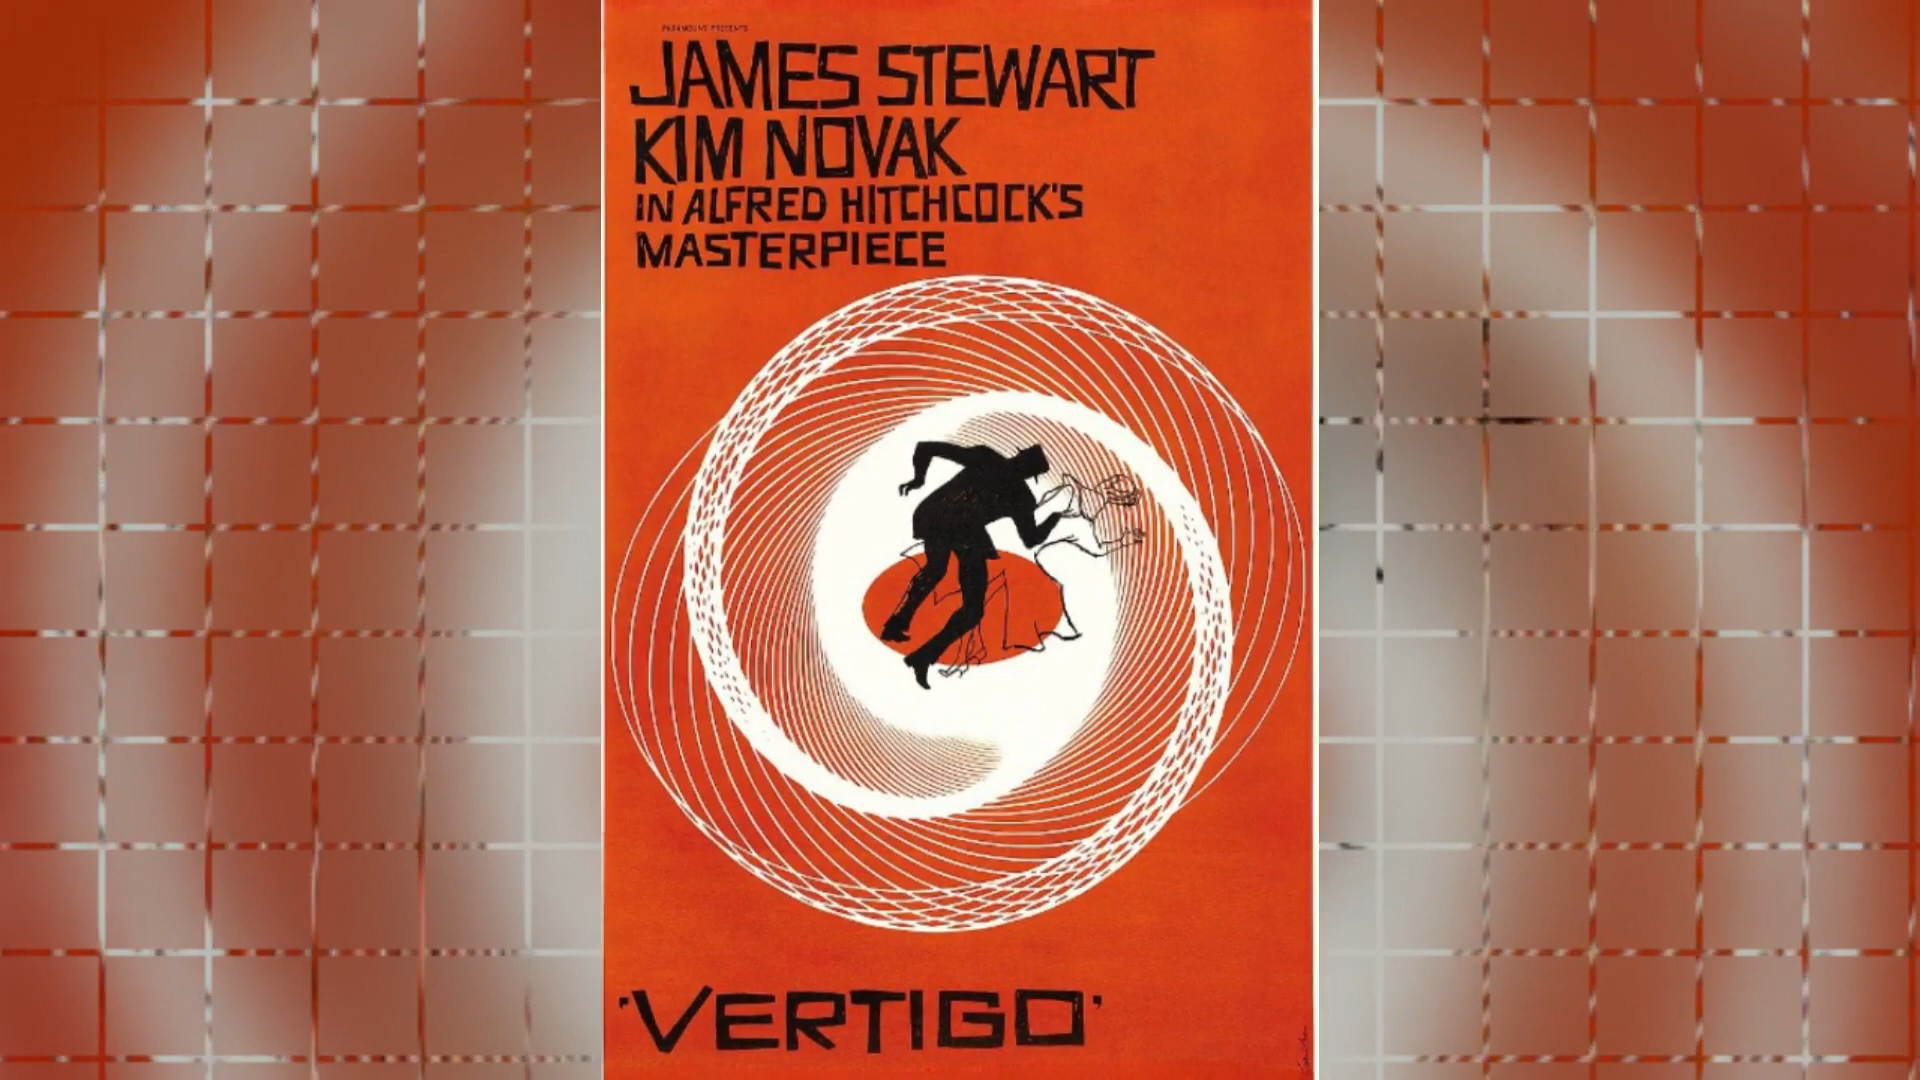 PARAMOUNT PRESENTS
JAMES STEWART
KIM NOVAK
IN ALFRED HITCHCOCK'S
MASTERPIECE
'VERTIGO'